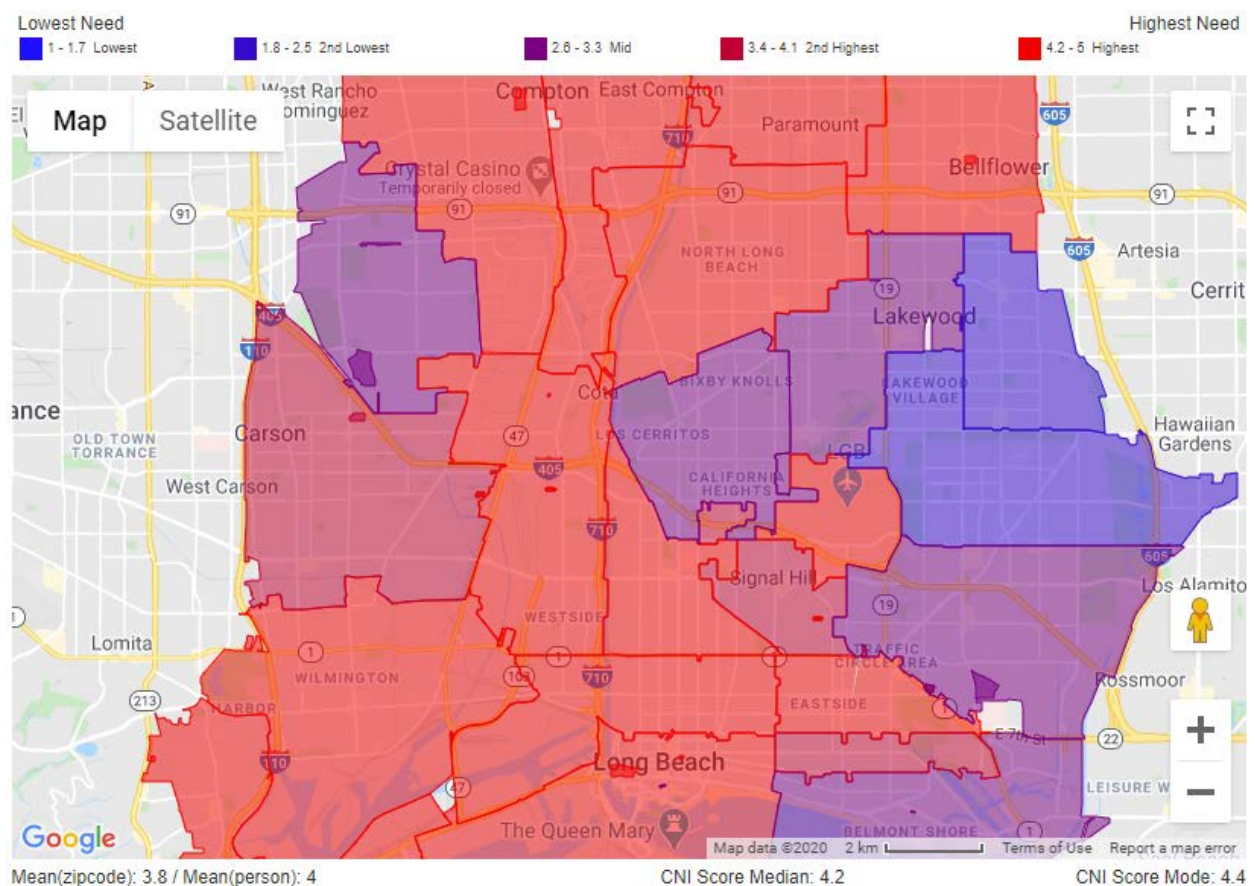 Lowest Need
Highest Need
1 - 1.7 Lowest
1.8 - 2.5 2nd Lowest
2.6 - 3.3 Mid
3.4 - 4.1 2nd Highest
4.2 - 5 Highest
Map
Satellite
West Rancho
Dominguez
Compton
East Compton
Paramount
710
605
Bellflower
Crystal Casino
Temporarily closed
91
91
91
91
605
Artesia
NORTH LONG
BEACH
19
Cerrit
405
Lakewood
110
BIXBY KNOLLS
LAKEWOOD
VILLAGE
ance
OLD TOWN
TORRANCE
Carson
47
LOS CERRITOS
Hawaiian
Gardens
LGB
405
West Carson
CALIFORNIA
HEIGHTS
710
605
Signal Hill
Los Alamito
19
WESTSIDE
1
Lomita
1
1
1
TRAFFIC
CIRCLE AREA
WILMINGTON
103
710
Rossmoor
213
HARBOR
EASTSIDE
1
E 7th St
22
110
Long Beach
47
LEISURE W
Google
The Queen Mary
BELMONT SHORE
1
Map data ©2020
2 km
Terms of Use
Report a map error
Mean(zipcode): 3.8 / Mean(person): 4
CNI Score Median: 4.2
CNI Score Mode: 4.4